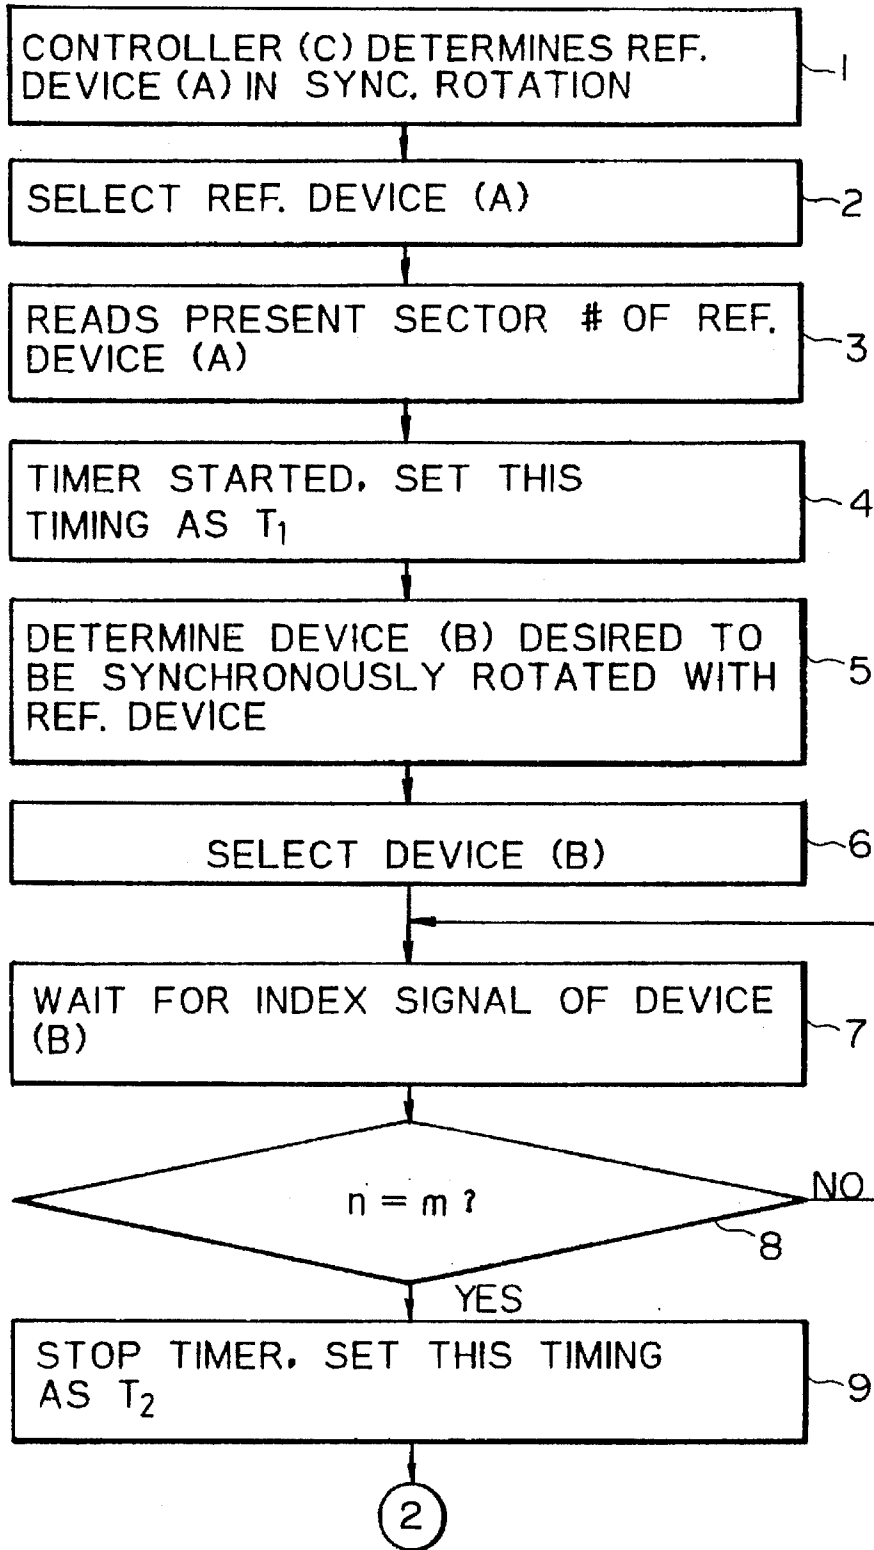 CONTROLLER (C) DETERMINES REF.
DEVICE (A) IN SYNC. ROTATION
1
SELECT REF. DEVICE (A)
2
READS PRESENT SECTOR # OF REF.
DEVICE (A)
3
TIMER STARTED. SET THIS
TIMING AS T1
4
DETERMINE DEVICE (B) DESIRED TO
BE SYNCHRONOUSLY ROTATED WITH
REF. DEVICE
5
SELECT DEVICE (B)
6
WAIT FOR INDEX SIGNAL OF DEVICE
(B)
7
n = m ?
NO
8
YES
STOP TIMER. SET THIS TIMING
AS T2
9
2